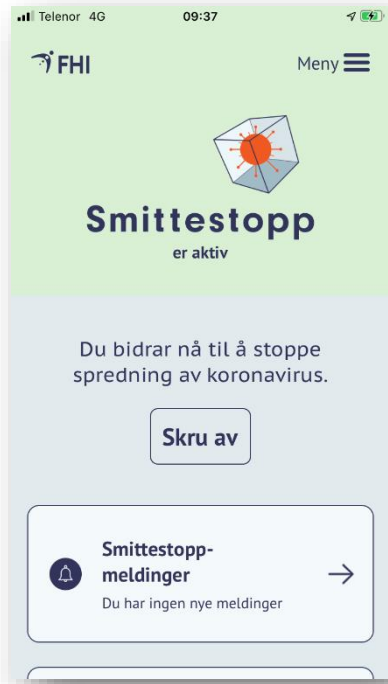 Telenor 4G 09:37
FHI Meny
Smittestopp
er aktiv
Du bidrar nå til å stoppe
spredning av koronavirus.
Skru av
Smittestopp-
meldinger
Du har ingen nye meldinger